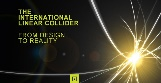 THE
INTERNATIONAL
LINEAR COLLIDER
FROM DESIGN
TO REALITY